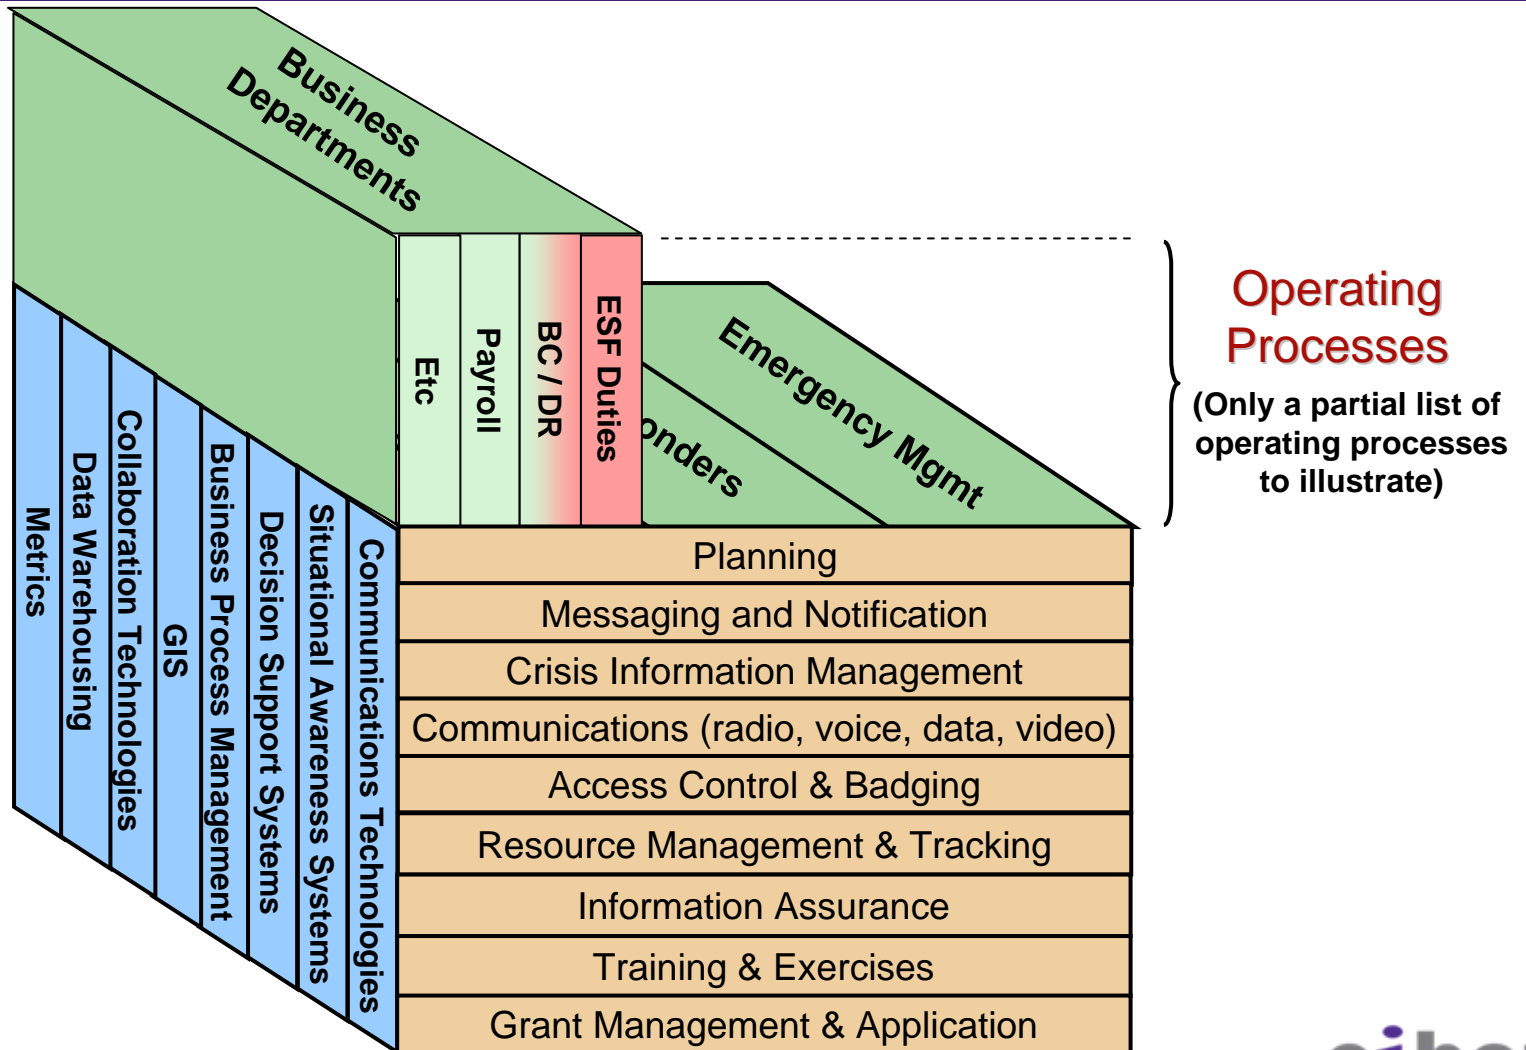 Business
Departments
Etc
Payroll
BC / DR
ESF Duties
Emergency Mgmt
Operating
Processes
(Only a partial list of
operating processes
to illustrate)
Metrics
Data Warehousing
Collaboration Technologies
GIS
Business Process Management
Decision Support Systems
Situational Awareness Systems
Communications Technologies
Planning
Messaging and Notification
Crisis Information Management
Communications (radio, voice, data, video)
Access Control & Badging
Resource Management & Tracking
Information Assurance
Training & Exercises
Grant Management & Application